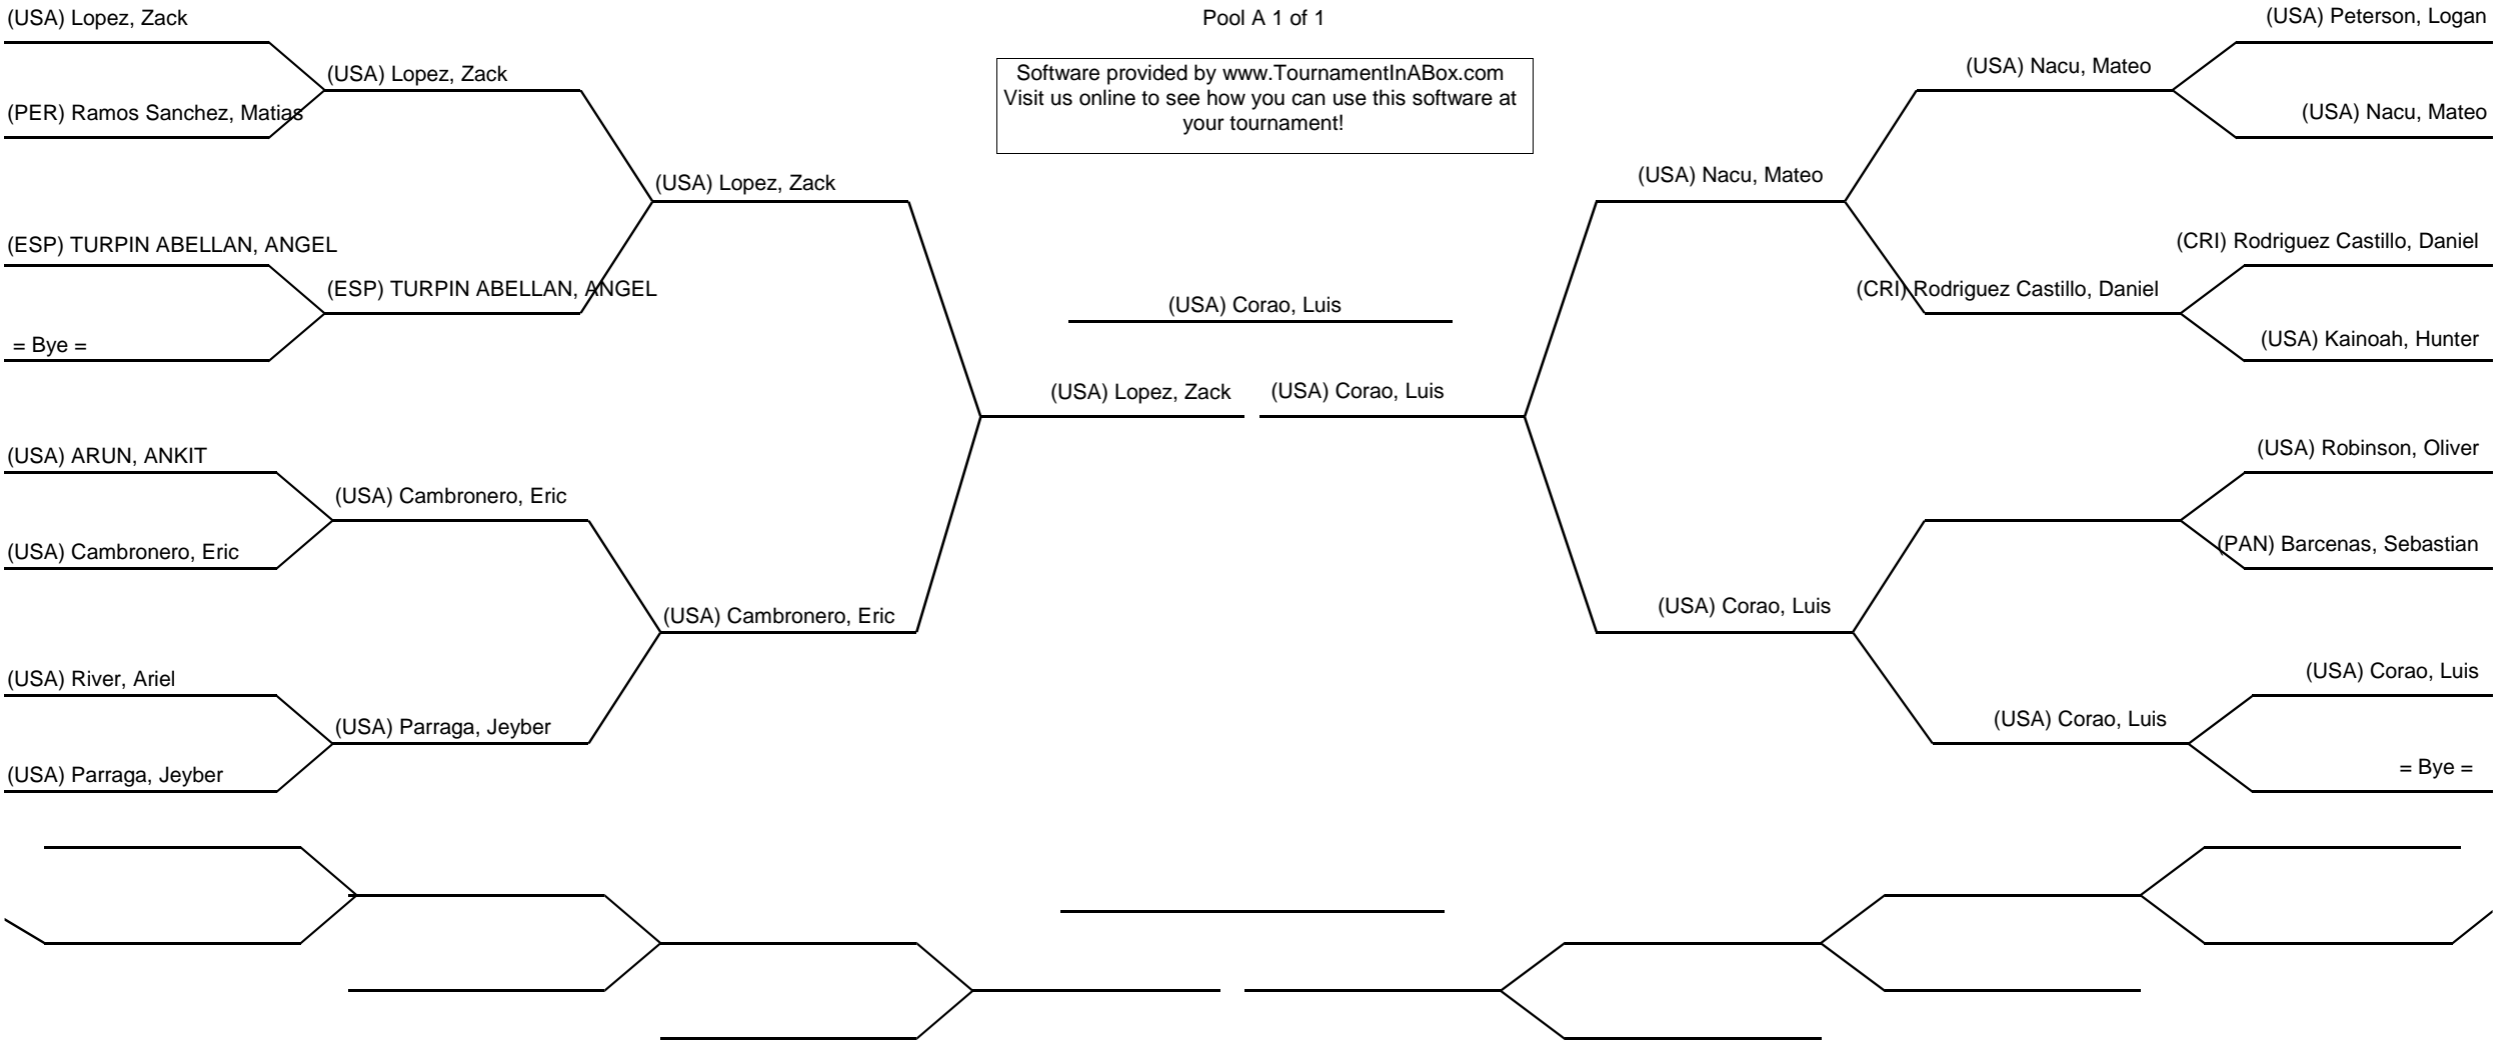 (USA) Lopez, Zack
(PER) Ramos Sanchez, Matias
(ESP) TURPIN ABELLAN, ANGEL
= Bye =
(USA) ARUN, ANKIT
(USA) Cambronero, Eric
(USA) River, Ariel
(USA) Parraga, Jeyber
(USA) Lopez, Zack
(ESP) TURPIN ABELLAN, ANGEL
(USA) Cambronero, Eric
(USA) Parraga, Jeyber
(USA) Lopez, Zack
(USA) Cambronero, Eric
Pool A 1 of 1
Software provided by www.TournamentInABox.com
Visit us online to see how you can use this software at
your tournament!
(USA) Corao, Luis
(USA) Lopez, Zack
(USA) Corao, Luis
(USA) Nacu, Mateo
(USA) Corao, Luis
(USA) Nacu, Mateo
(CRI) Rodriguez Castillo, Daniel
(USA) Corao, Luis
(USA) Peterson, Logan
(USA) Nacu, Mateo
(CRI) Rodriguez Castillo, Daniel
(USA) Kainoah, Hunter
(USA) Robinson, Oliver
(PAN) Barcenas, Sebastian
(USA) Corao, Luis
= Bye =